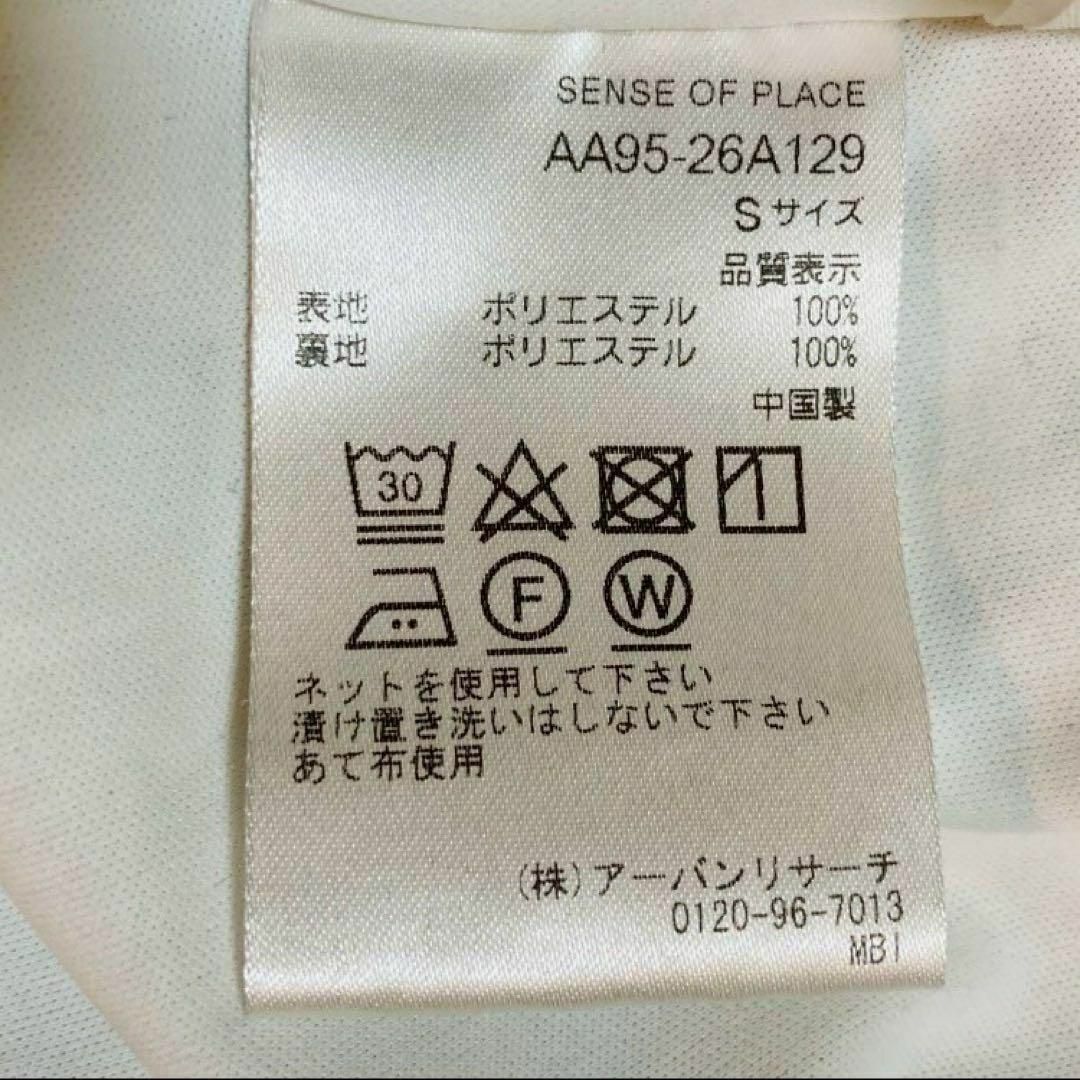 SENSE OF PLACE
AA95-26A129
Sサイズ
品質表示
表地 ポリエステル 100%
裏地 ポリエステル 100%
中国製
30
F W
ネットを使用して下さい
漬け置き洗いはしないで下さい
あて布使用
(株)アーバンリサーチ
0120-96-7013
MBI